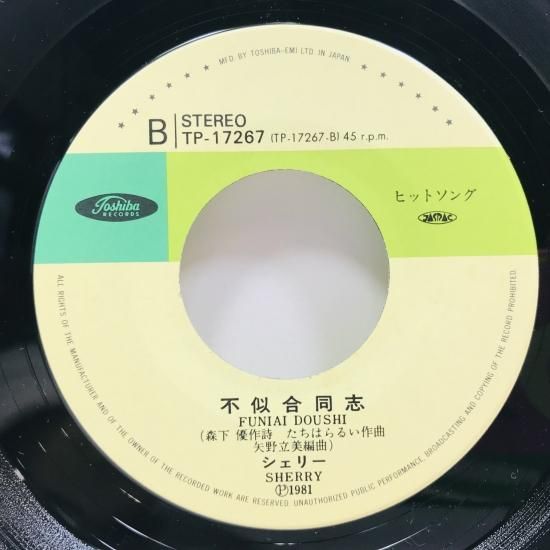 MFD. BY TOSHIBA-EMI LTD. IN JAPAN
B STEREO
TP-17267 (TP-17267-B) 45 r.p.m.
Toshiba
RECORDS
ヒットソング
JASRAC
不似合同志
FUNIAI DOUSHI
(森下 優作詩 たちはらるい作曲
矢野立美編曲)
シェリー
SHERRY
Ⓟ1981
ALL RIGHTS OF THE MANUFACTURER AND OF THE OWNER OF THE RECORDED WORK ARE RESERVED. UNAUTHORIZED PUBLIC PERFORMANCE, BROADCASTING AND COPYING OF THE RECORD PROHIBITED.